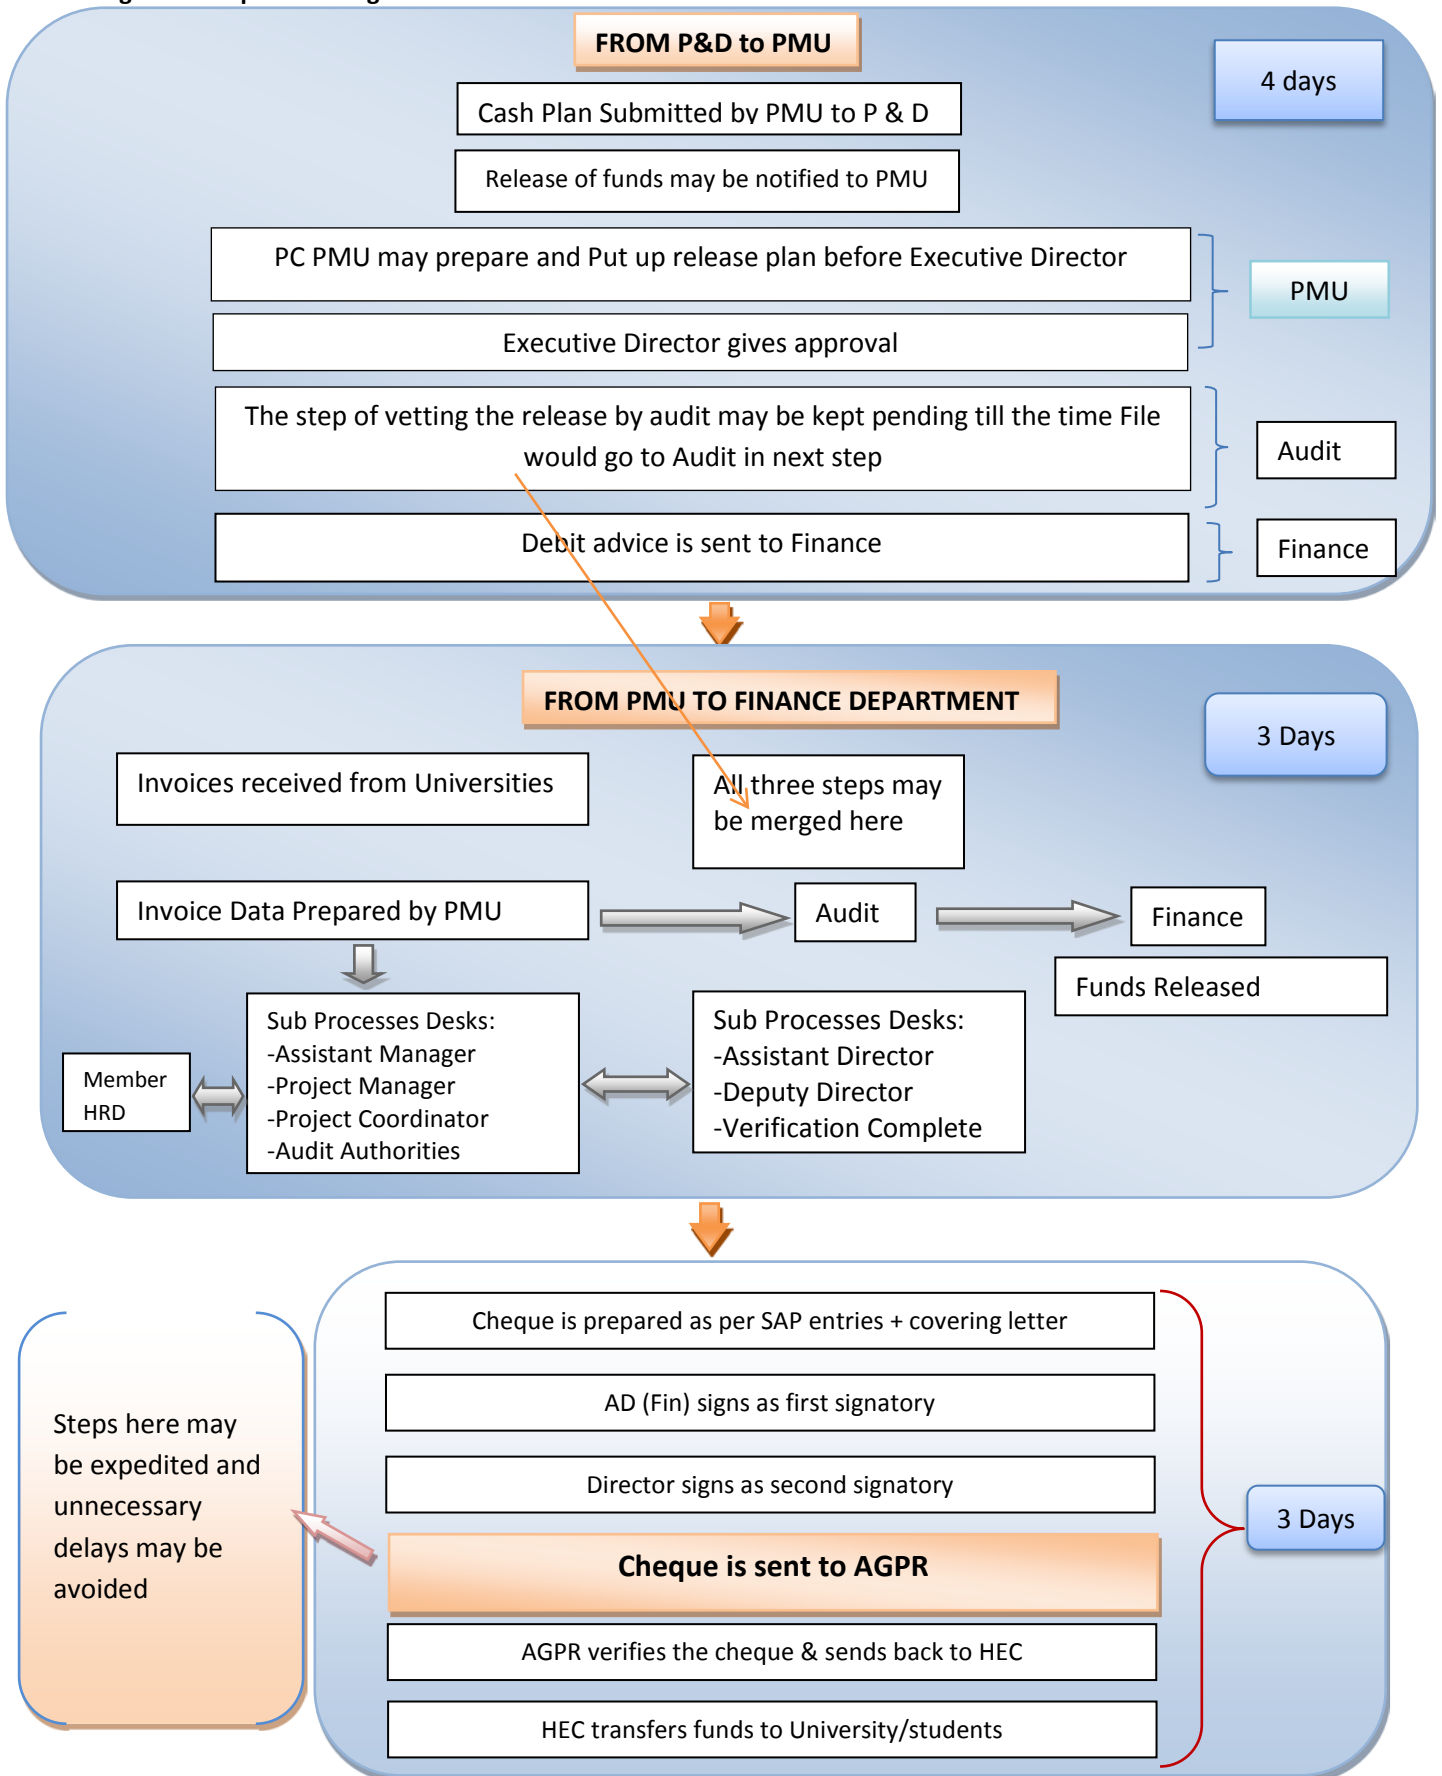 FROM P&D to PMU
4 days
Cash Plan Submitted by PMU to P & D
Release of funds may be notified to PMU
PC PMU may prepare and Put up release plan before Executive Director
PMU
Executive Director gives approval
The step of vetting the release by audit may be kept pending till the time File
would go to Audit in next step
Audit
Debit advice is sent to Finance
Finance
FROM PMU TO FINANCE DEPARTMENT
3 Days
Invoices received from Universities
All three steps may
be merged here
Invoice Data Prepared by PMU
Audit
Finance
Funds Released
Member
HRD
Sub Processes Desks:
-Assistant Manager
-Project Manager
-Project Coordinator
-Audit Authorities
Sub Processes Desks:
-Assistant Director
-Deputy Director
-Verification Complete
Cheque is prepared as per SAP entries + covering letter
AD (Fin) signs as first signatory
Director signs as second signatory
Cheque is sent to AGPR
AGPR verifies the cheque & sends back to HEC
HEC transfers funds to University/students
3 Days
Steps here may
be expedited and
unnecessary
delays may be
avoided